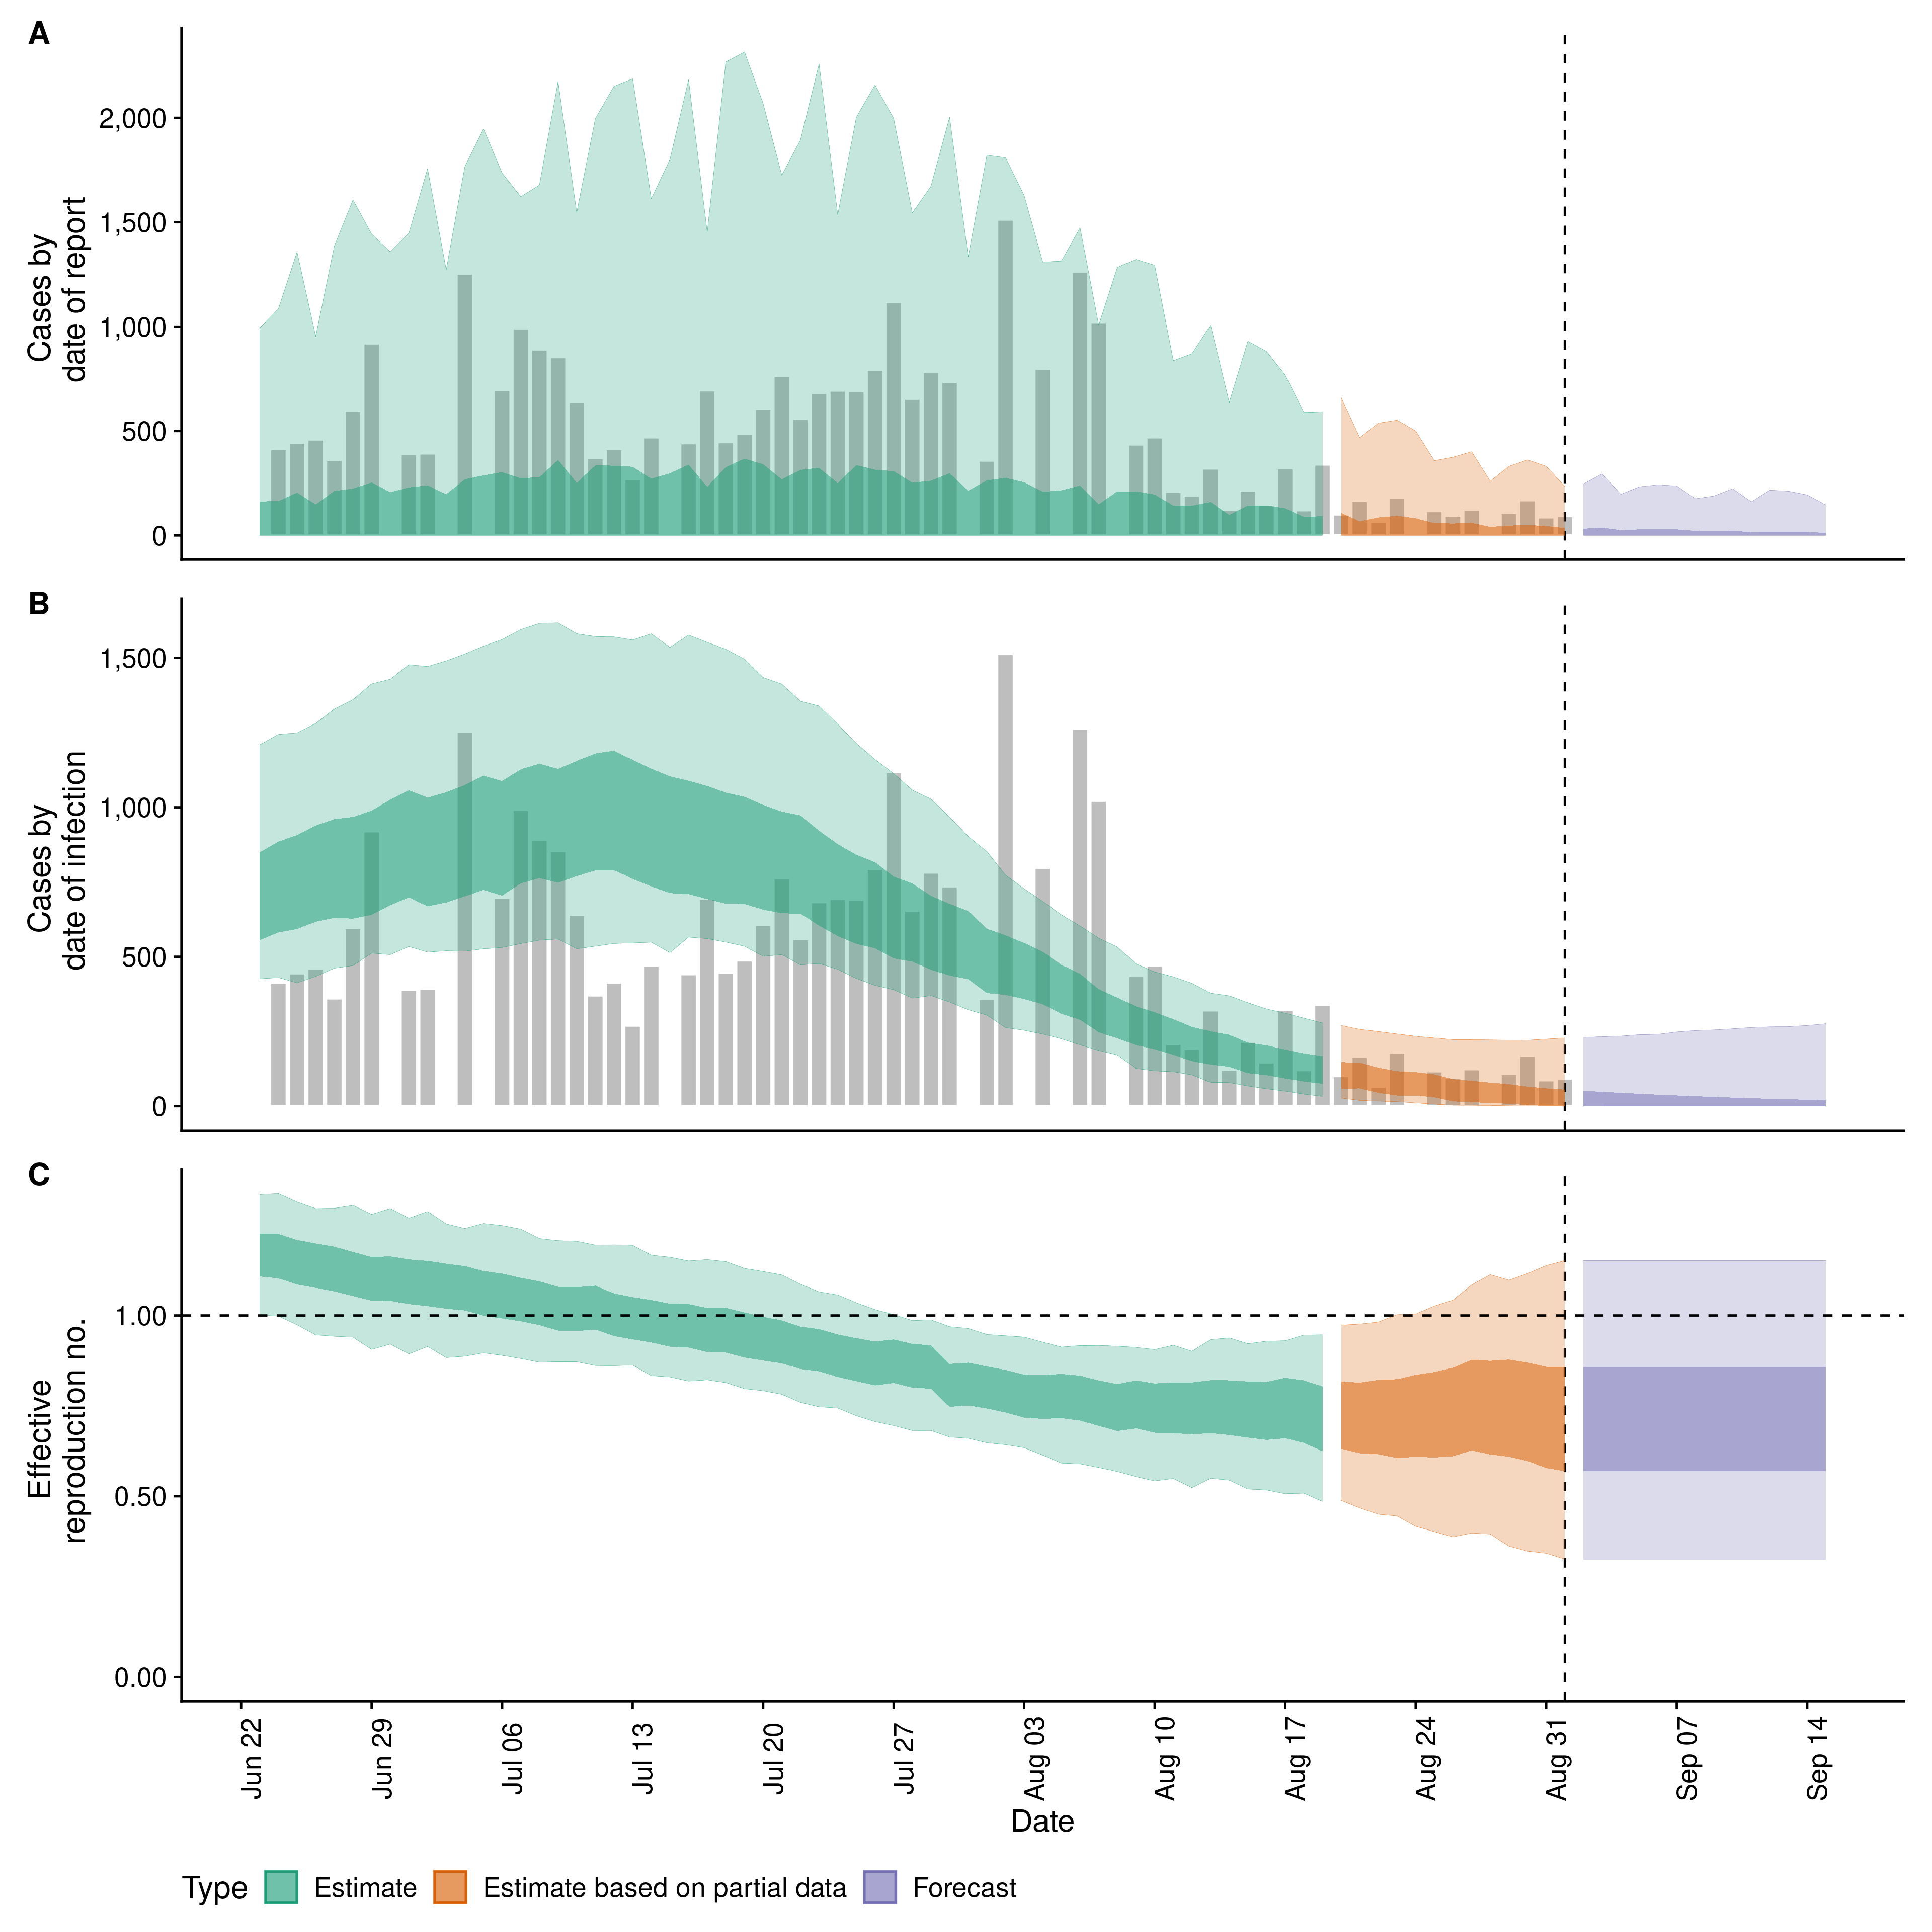 A
Cases by
date of report
2,000
1,500
1,000
500
0
B
Cases by
date of infection
1,500
1,000
500
0
C
Effective
reproduction no.
1.00
0.50
0.00
Jun 22
Jun 29
Jul 06
Jul 13
Jul 20
Jul 27
Aug 03
Aug 10
Aug 17
Aug 24
Aug 31
Sep 07
Sep 14
Date
Type Estimate Estimate based on partial data Forecast